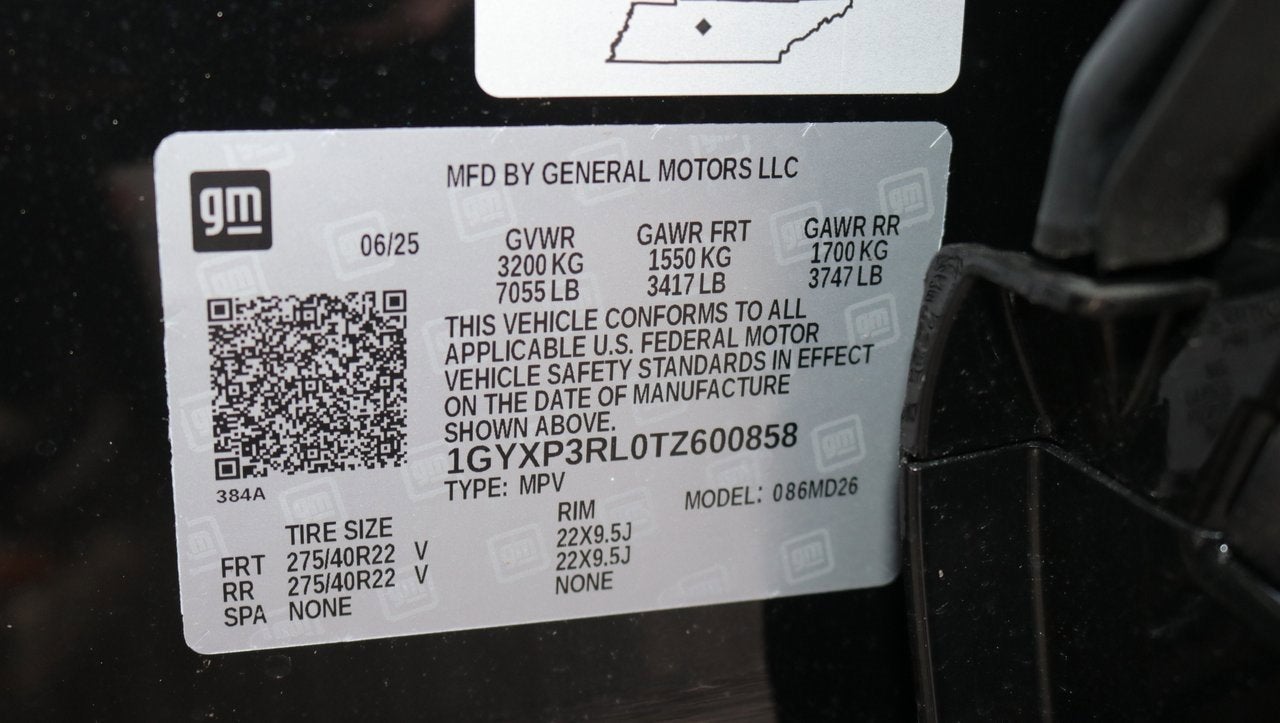 gm
MFD BY GENERAL MOTORS LLC
06/25
GVWR GAWR FRT GAWR RR
3200 KG 1550 KG 1700 KG
7055 LB 3417 LB 3747 LB
THIS VEHICLE CONFORMS TO ALL
APPLICABLE U.S. FEDERAL MOTOR
VEHICLE SAFETY STANDARDS IN EFFECT
ON THE DATE OF MANUFACTURE
SHOWN ABOVE.
1GYXP3RL0TZ600858
384A
TYPE: MPV MODEL: 086MD26
TIRE SIZE RIM
FRT 275/40R22 V 22X9.5J
RR 275/40R22 V 22X9.5J
SPA NONE NONE